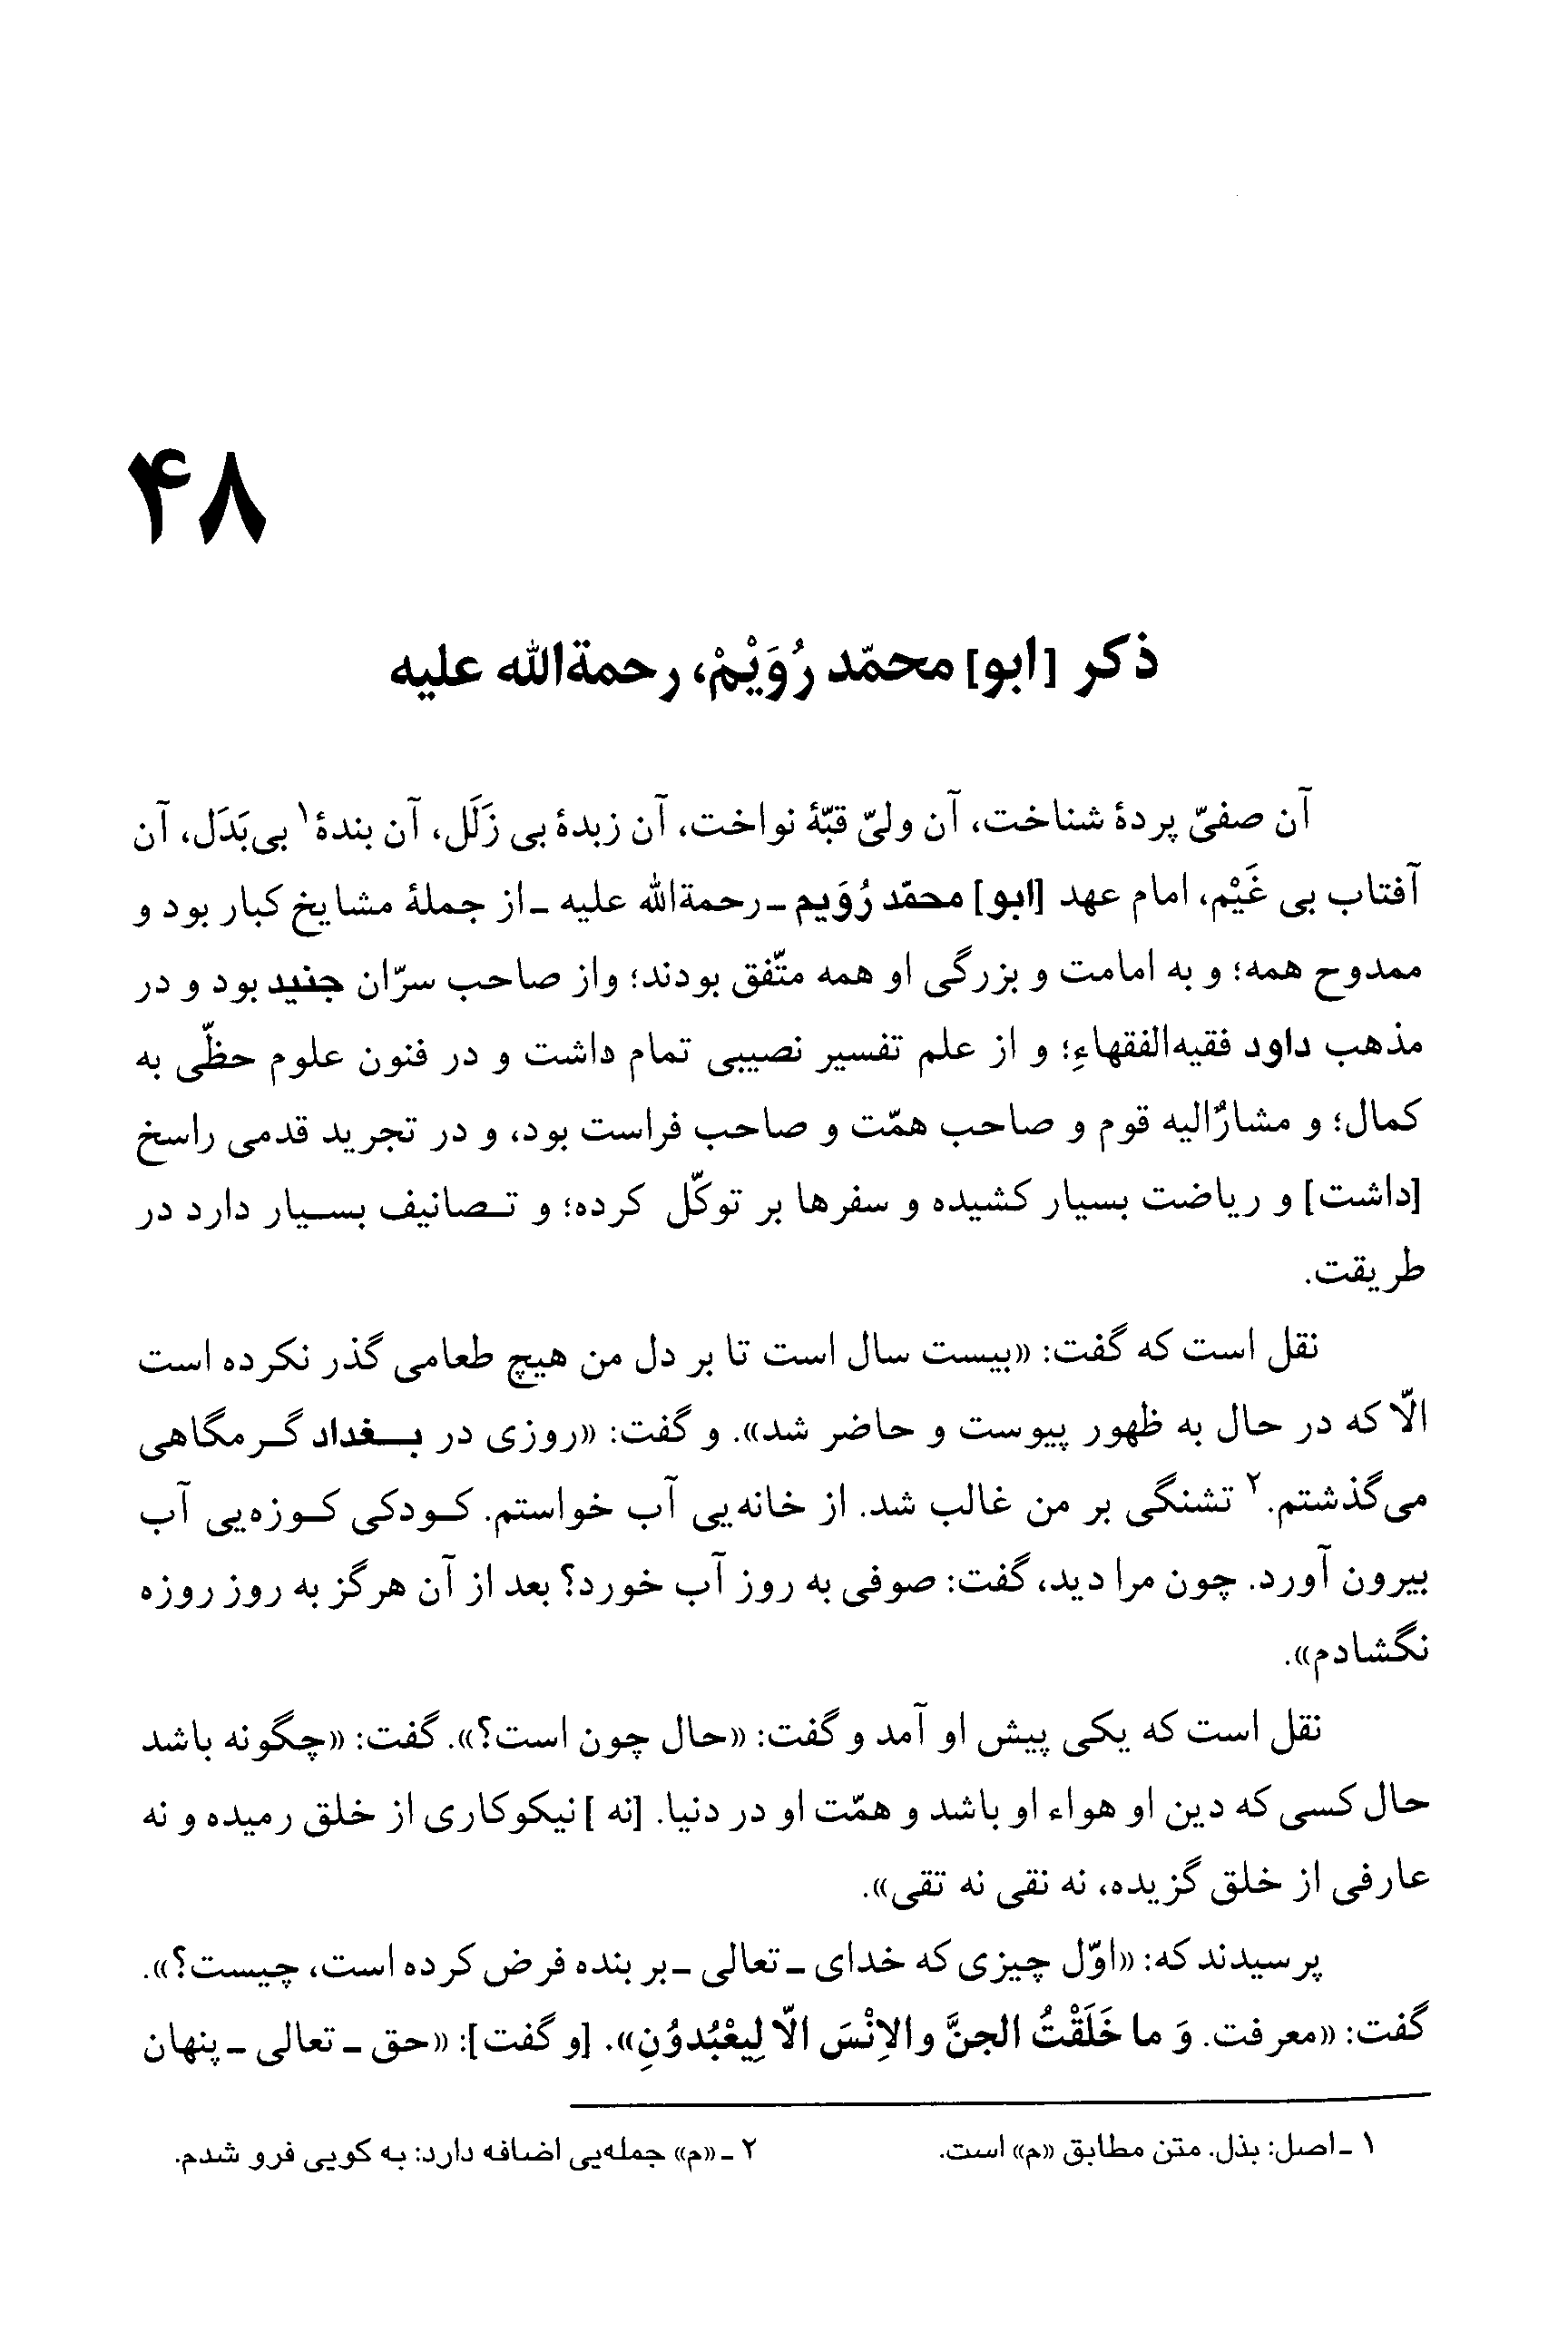 ۴۸
ذکر [ابو] محمّد رُوَیْمْ، رحمةالله علیه
آن صفیّ پردهٔ شناخت، آن ولیّ قبّهٔ نواخت، آن زبدهٔ بی زَلَل، آن بندهٔ۱ بی‌بَدَل، آن
آفتاب بی غَیْم، امام عهد [ابو] محمّد رُوَیم ـ رحمةالله علیه ـ از جملهٔ مشایخ کبار بود و
ممدوح همه؛ و به امامت و بزرگی او همه متّفق بودند؛ واز صاحب سرّان جنید بود و در
مذهب داود فقیه‌الفقهاءِ؛ و از علم تفسیر نصیبی تمام داشت و در فنون علوم حظّی به
کمال؛ و مشارٌالیه قوم و صاحب همّت و صاحب فراست بود، و در تجرید قدمی راسخ
[داشت] و ریاضت بسیار کشیده و سفرها بر توکّل کرده؛ و تصانیف بسیار دارد در
طریقت.
نقل است که گفت: «بیست سال است تا بر دل من هیچ طعامی گذر نکرده است
الّا که در حال به ظهور پیوست و حاضر شد». و گفت: «روزی در بغداد گرمگاهی
می‌گذشتم.۲ تشنگی بر من غالب شد. از خانه‌یی آب خواستم. کودکی کوزه‌یی آب
بیرون آورد. چون مرا دید، گفت: صوفی به روز آب خورد؟ بعد از آن هرگز به روز روزه
نگشادم».
نقل است که یکی پیش او آمد و گفت: «حال چون است؟». گفت: «چگونه باشد
حال کسی که دین او هواء او باشد و همّت او در دنیا. [نه ] نیکوکاری از خلق رمیده و نه
عارفی از خلق گزیده، نه نقی نه تقی».
پرسیدند که: «اوّل چیزی که خدای ـ تعالی ـ بر بنده فرض کرده است، چیست؟».
گفت: «معرفت. وَ ما خَلَقْتُ الجنَّ والاِنْسَ الّا لِیعْبُدوُنِ». [و گفت]: «حق ـ تعالی ـ پنهان
۱ ـ اصل: بذل. متن مطابق «م» است.
۲ ـ «م» جمله‌یی اضافه دارد: به کویی فرو شدم.